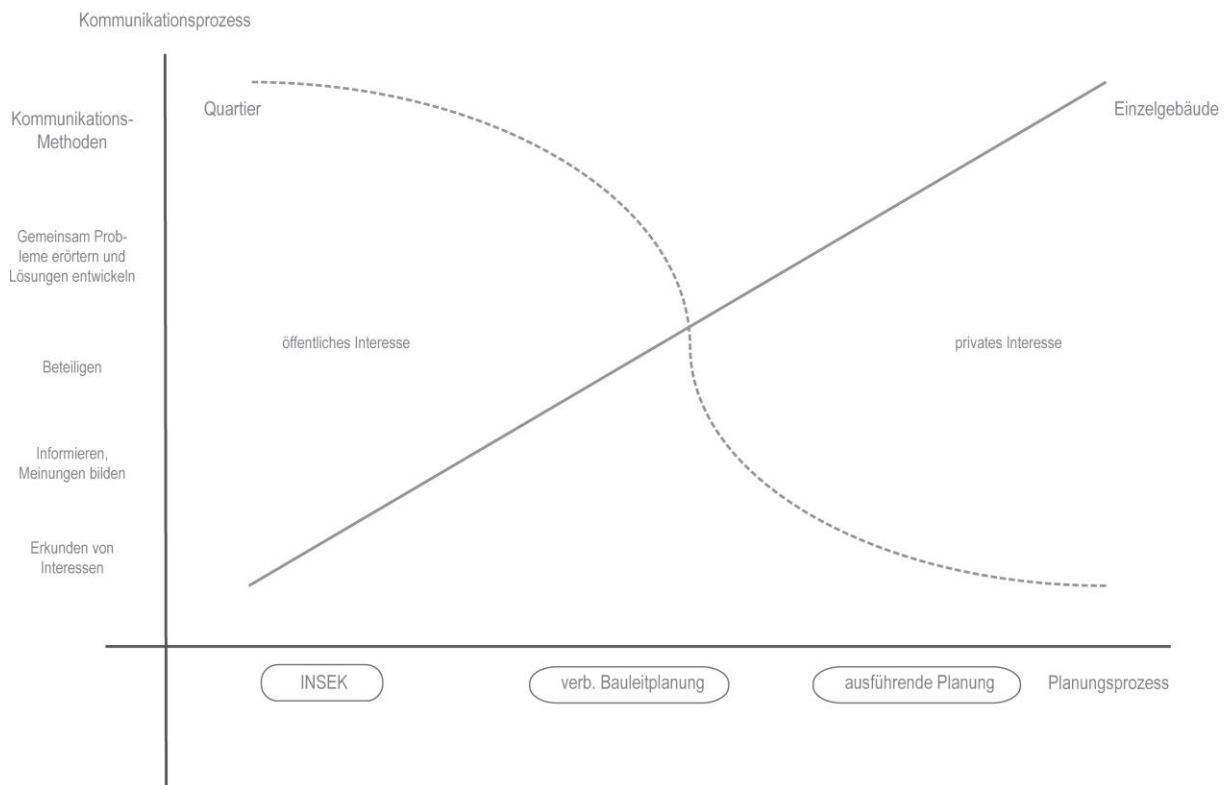 Kommunikationsprozess
Quartier
Einzelgebäude
Kommunikations-
Methoden
Gemeinsam Prob-
leme erörtern und
Lösungen entwickeln
öffentliches Interesse
privates Interesse
Beteiligen
Informieren,
Meinungen bilden
Erkunden von
Interessen
INSEK
verb. Bauleitplanung
ausführende Planung
Planungsprozess